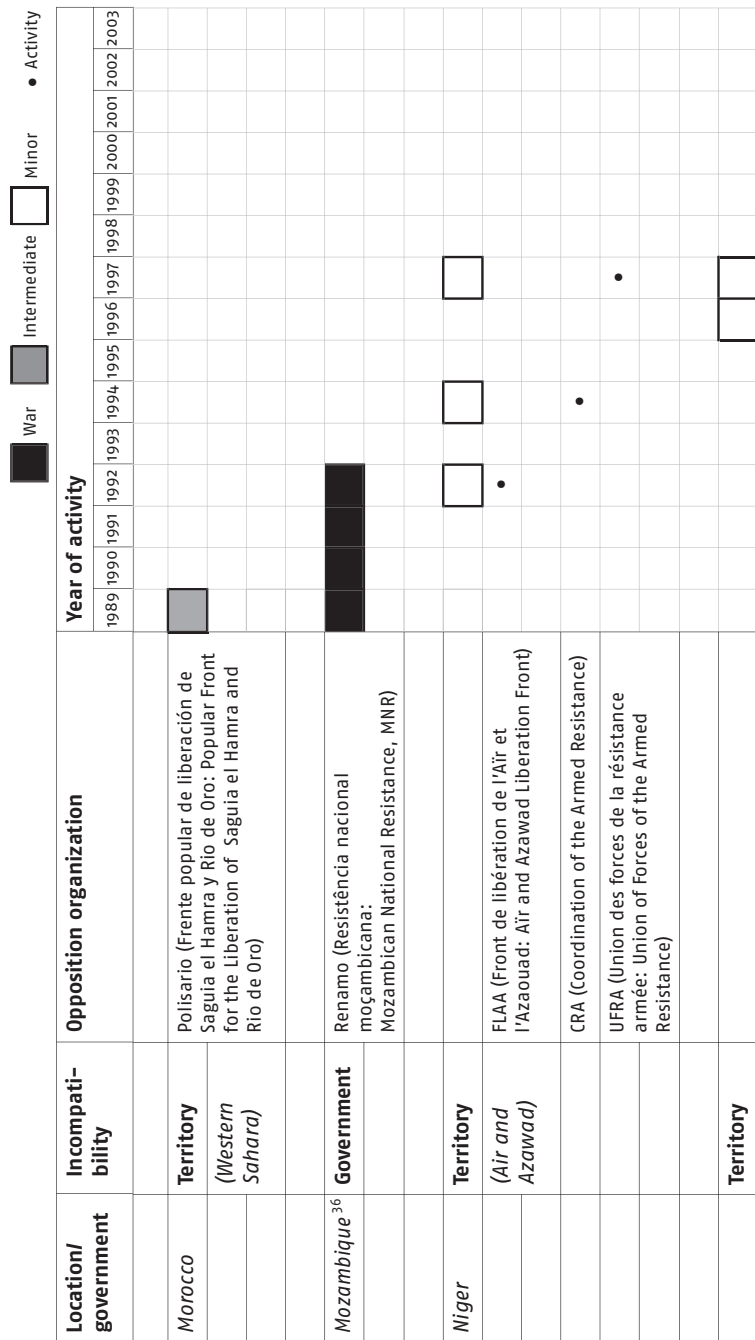 War
Intermediate
Minor
• Activity
Location/
government
Incompati-
bility
Opposition organization
Year of activity
1989 1990 1991 1992 1993 1994 1995 1996 1997 1998 1999 2000 2001 2002 2003
Morocco
Territory
(Western
Sahara)
Polisario (Frente popular de liberación de
Saguia el Hamra y Rio de Oro: Popular Front
for the Liberation of Saguia el Hamra and
Rio de Oro)
Mozambique 36
Government
Renamo (Resistência nacional
moçambicana:
Mozambican National Resistance, MNR)
Niger
Territory
(Air and
Azawad)
FLAA (Front de libération de l'Aïr et
l'Azaouad: Aïr and Azawad Liberation Front)
CRA (Coordination of the Armed Resistance)
UFRA (Union des forces de la résistance
armée: Union of Forces of the Armed
Resistance)
Territory